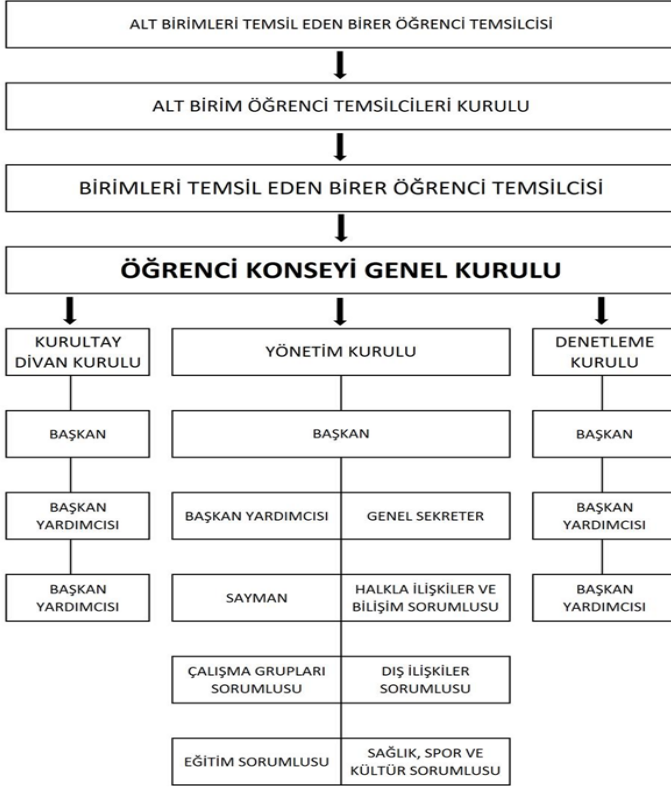 ALT BİRİMLERİ TEMSİL EDEN BİRER ÖĞRENCİ TEMSİLCİSİ
ALT BİRİM ÖĞRENCİ TEMSİLCİLERİ KURULU
BİRİMLERİ TEMSİL EDEN BİRER ÖĞRENCİ TEMSİLCİSİ
ÖĞRENCİ KONSEYİ GENEL KURULU
KURULTAY
DİVAN KURULU
BAŞKAN
BAŞKAN
YARDIMCISI
BAŞKAN
YARDIMCISI
YÖNETİM KURULU
BAŞKAN
BAŞKAN YARDIMCISI
GENEL SEKRETER
SAYMAN
HALKLA İLİŞKİLER VE
BİLİŞİM SORUMLUSU
ÇALIŞMA GRUPLARI
SORUMLUSU
DIŞ İLİŞKİLER
SORUMLUSU
EĞİTİM SORUMLUSU
SAĞLIK, SPOR VE
KÜLTÜR SORUMLUSU
DENETLEME
KURULU
BAŞKAN
BAŞKAN
YARDIMCISI
BAŞKAN
YARDIMCISI